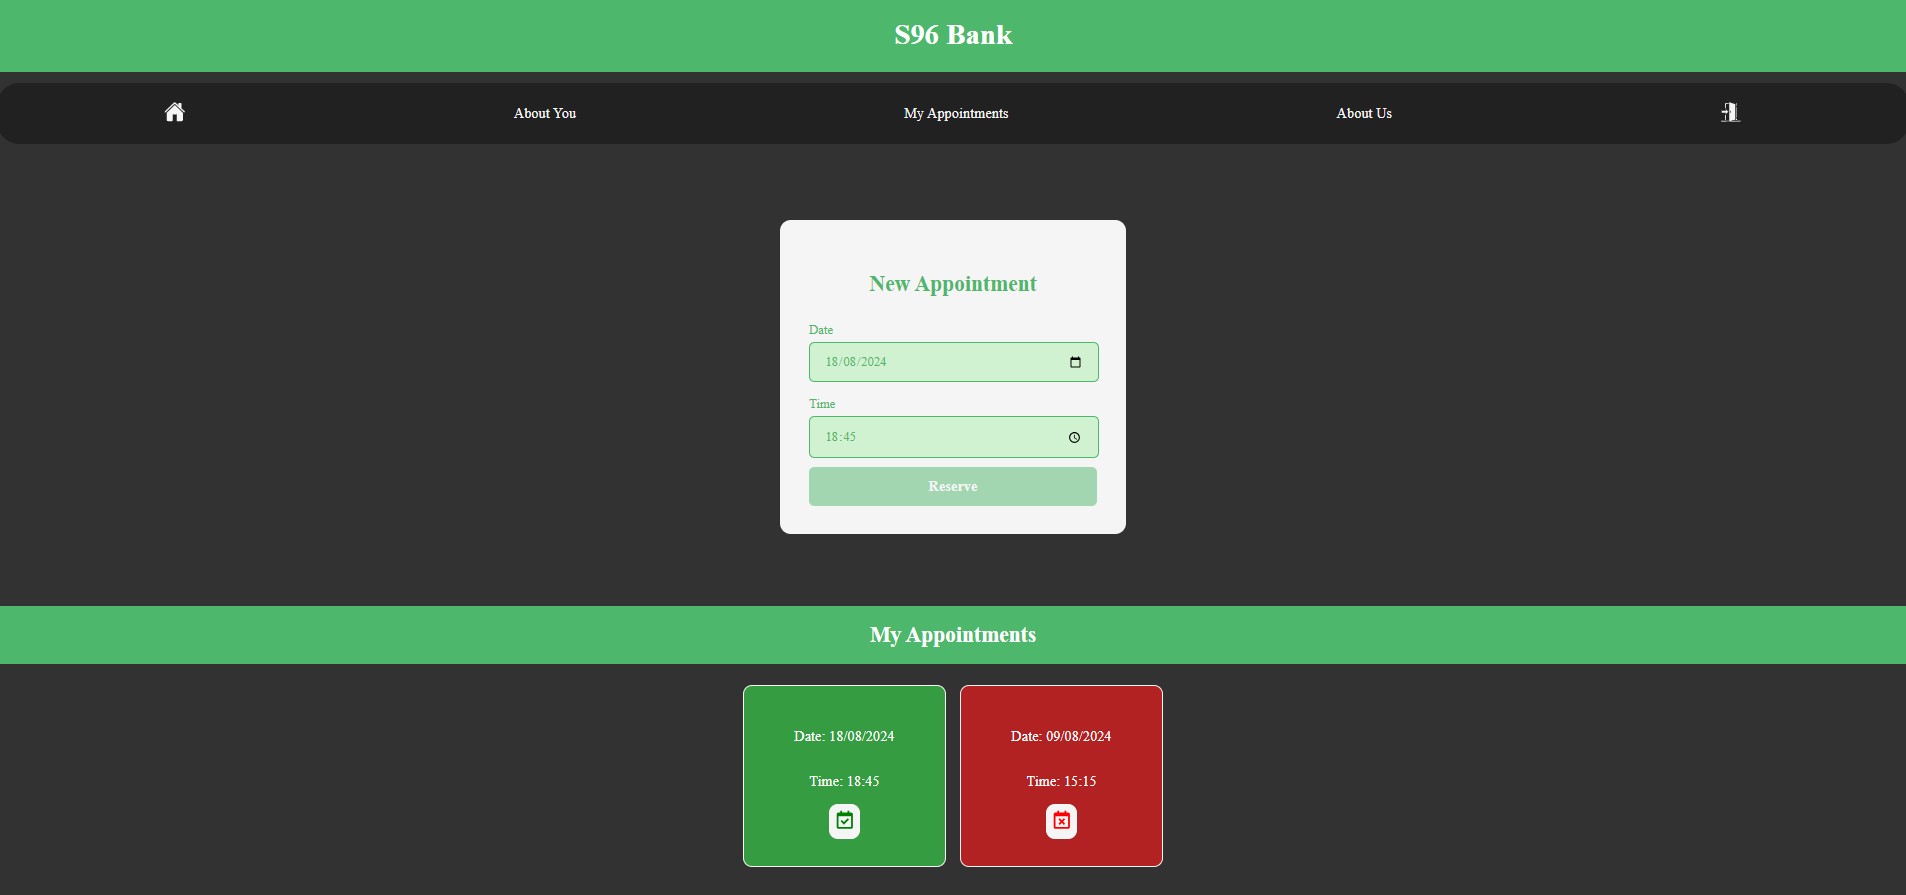 S96 Bank
About You
My Appointments
About Us
New Appointment
Date
18/08/2024
Time
18:45
Reserve
My Appointments
Date: 18/08/2024
Time: 18:45
Date: 09/08/2024
Time: 15:15